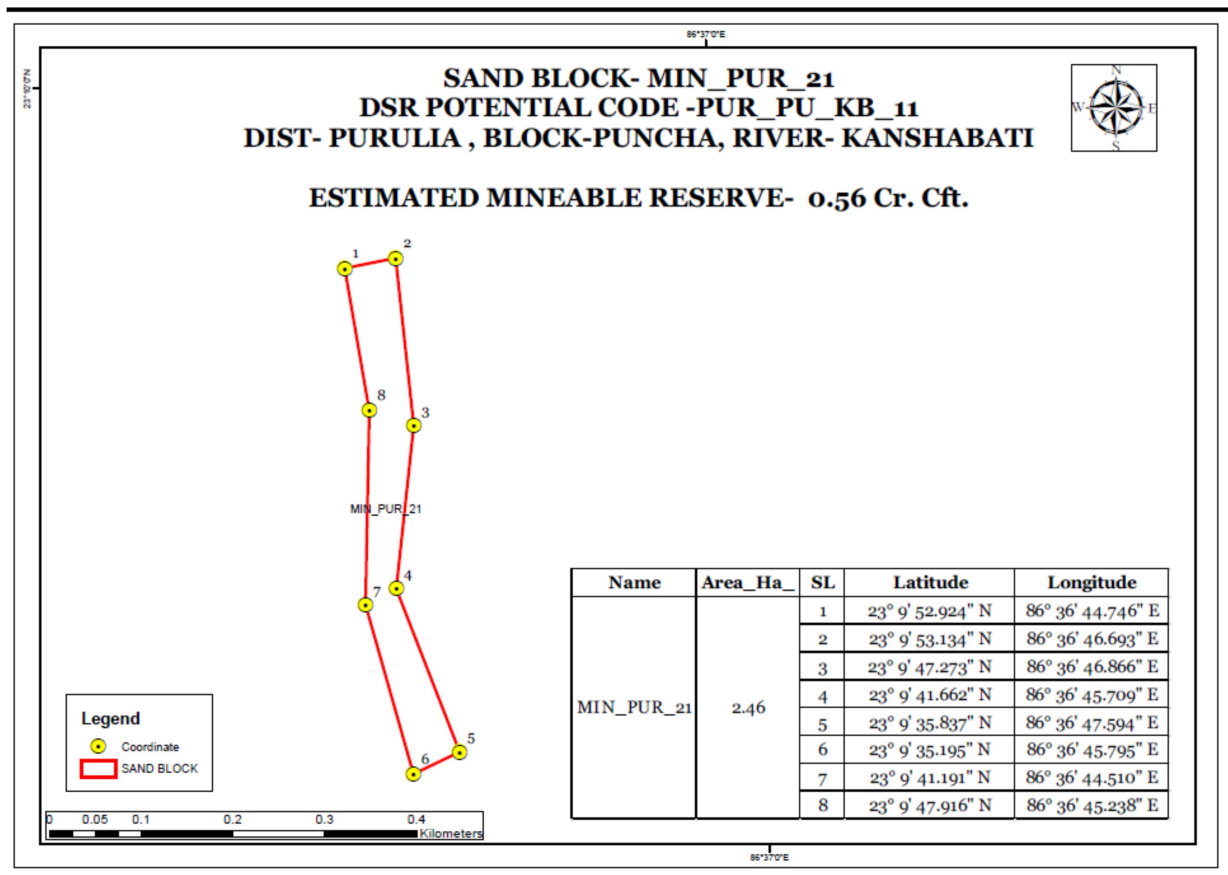 86°37'0"E
23°10'0"N
SAND BLOCK- MIN_PUR_21
DSR POTENTIAL CODE -PUR_PU_KB_11
DIST- PURULIA , BLOCK-PUNCHA, RIVER- KANSHABATI
N
W E
S
ESTIMATED MINEABLE RESERVE- 0.56 Cr. Cft.
1
2
8
3
MIN_PUR_21
4
7
5
6
Name Area_Ha_ SL Latitude Longitude
1 23° 9' 52.924" N 86° 36' 44.746" E
2 23° 9' 53.134" N 86° 36' 46.693" E
3 23° 9' 47.273" N 86° 36' 46.866" E
4 23° 9' 41.662" N 86° 36' 45.709" E
MIN_PUR_21 2.46
5 23° 9' 35.837" N 86° 36' 47.594" E
6 23° 9' 35.195" N 86° 36' 45.795" E
7 23° 9' 41.191" N 86° 36' 44.510" E
8 23° 9' 47.916" N 86° 36' 45.238" E
Legend
Coordinate
SAND BLOCK
0 0.05 0.1 0.2 0.3 0.4
Kilometers
86°37'0"E